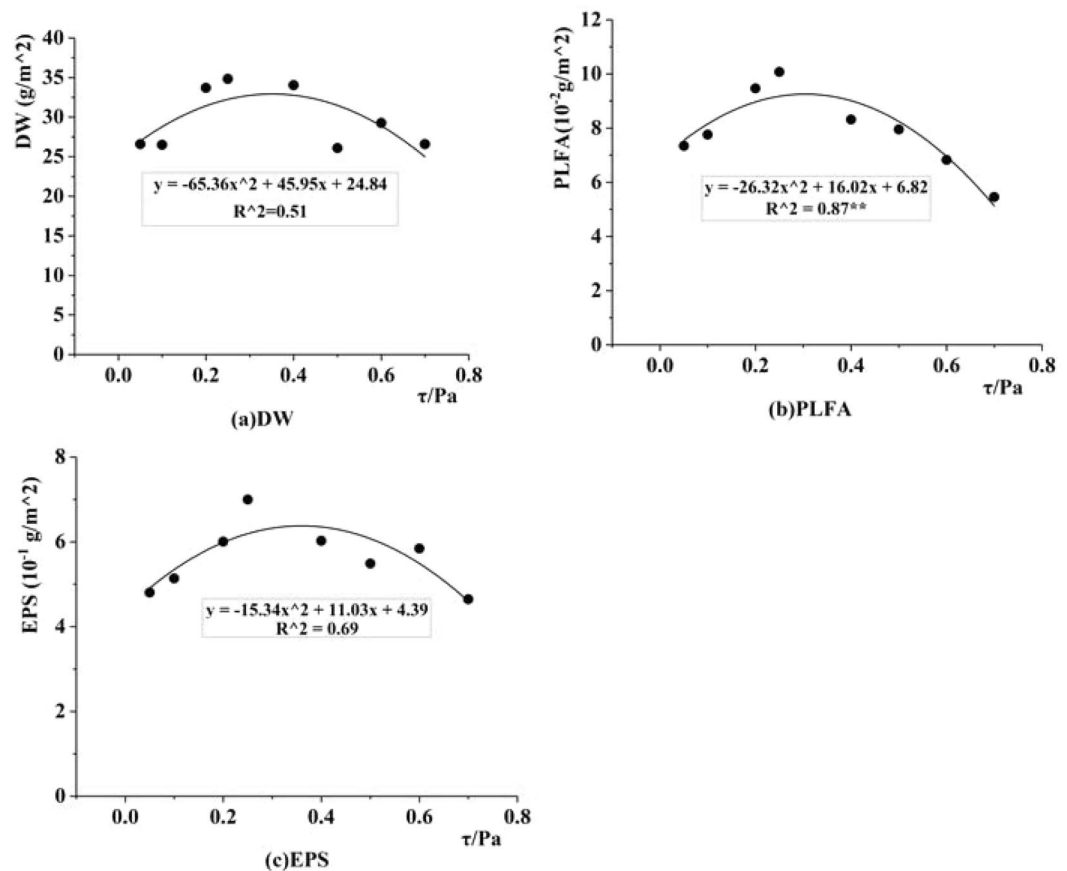 DW (g/m^2)
40
35
30
25
20
15
10
5
0
y = -65.36x^2 + 45.95x + 24.84
R^2=0.51
0.0 0.2 0.4 0.6 0.8
τ/Pa
(a)DW
PLFA(10⁻² g/m^2)
12
10
8
6
4
2
0
y = -26.32x^2 + 16.02x + 6.82
R^2 = 0.87**
0.0 0.2 0.4 0.6 0.8
τ/Pa
(b)PLFA
EPS (10⁻¹ g/m^2)
8
6
4
2
0
y = -15.34x^2 + 11.03x + 4.39
R^2 = 0.69
0.0 0.2 0.4 0.6 0.8
τ/Pa
(c)EPS